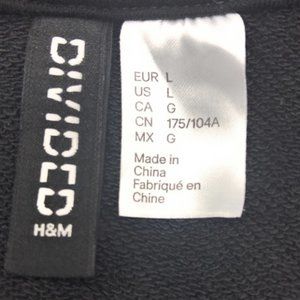 DIVIDED
H&M
EUR L
US L
CA G
CN 175/104A
MX G
Made in
China
Fabriqué en
Chine